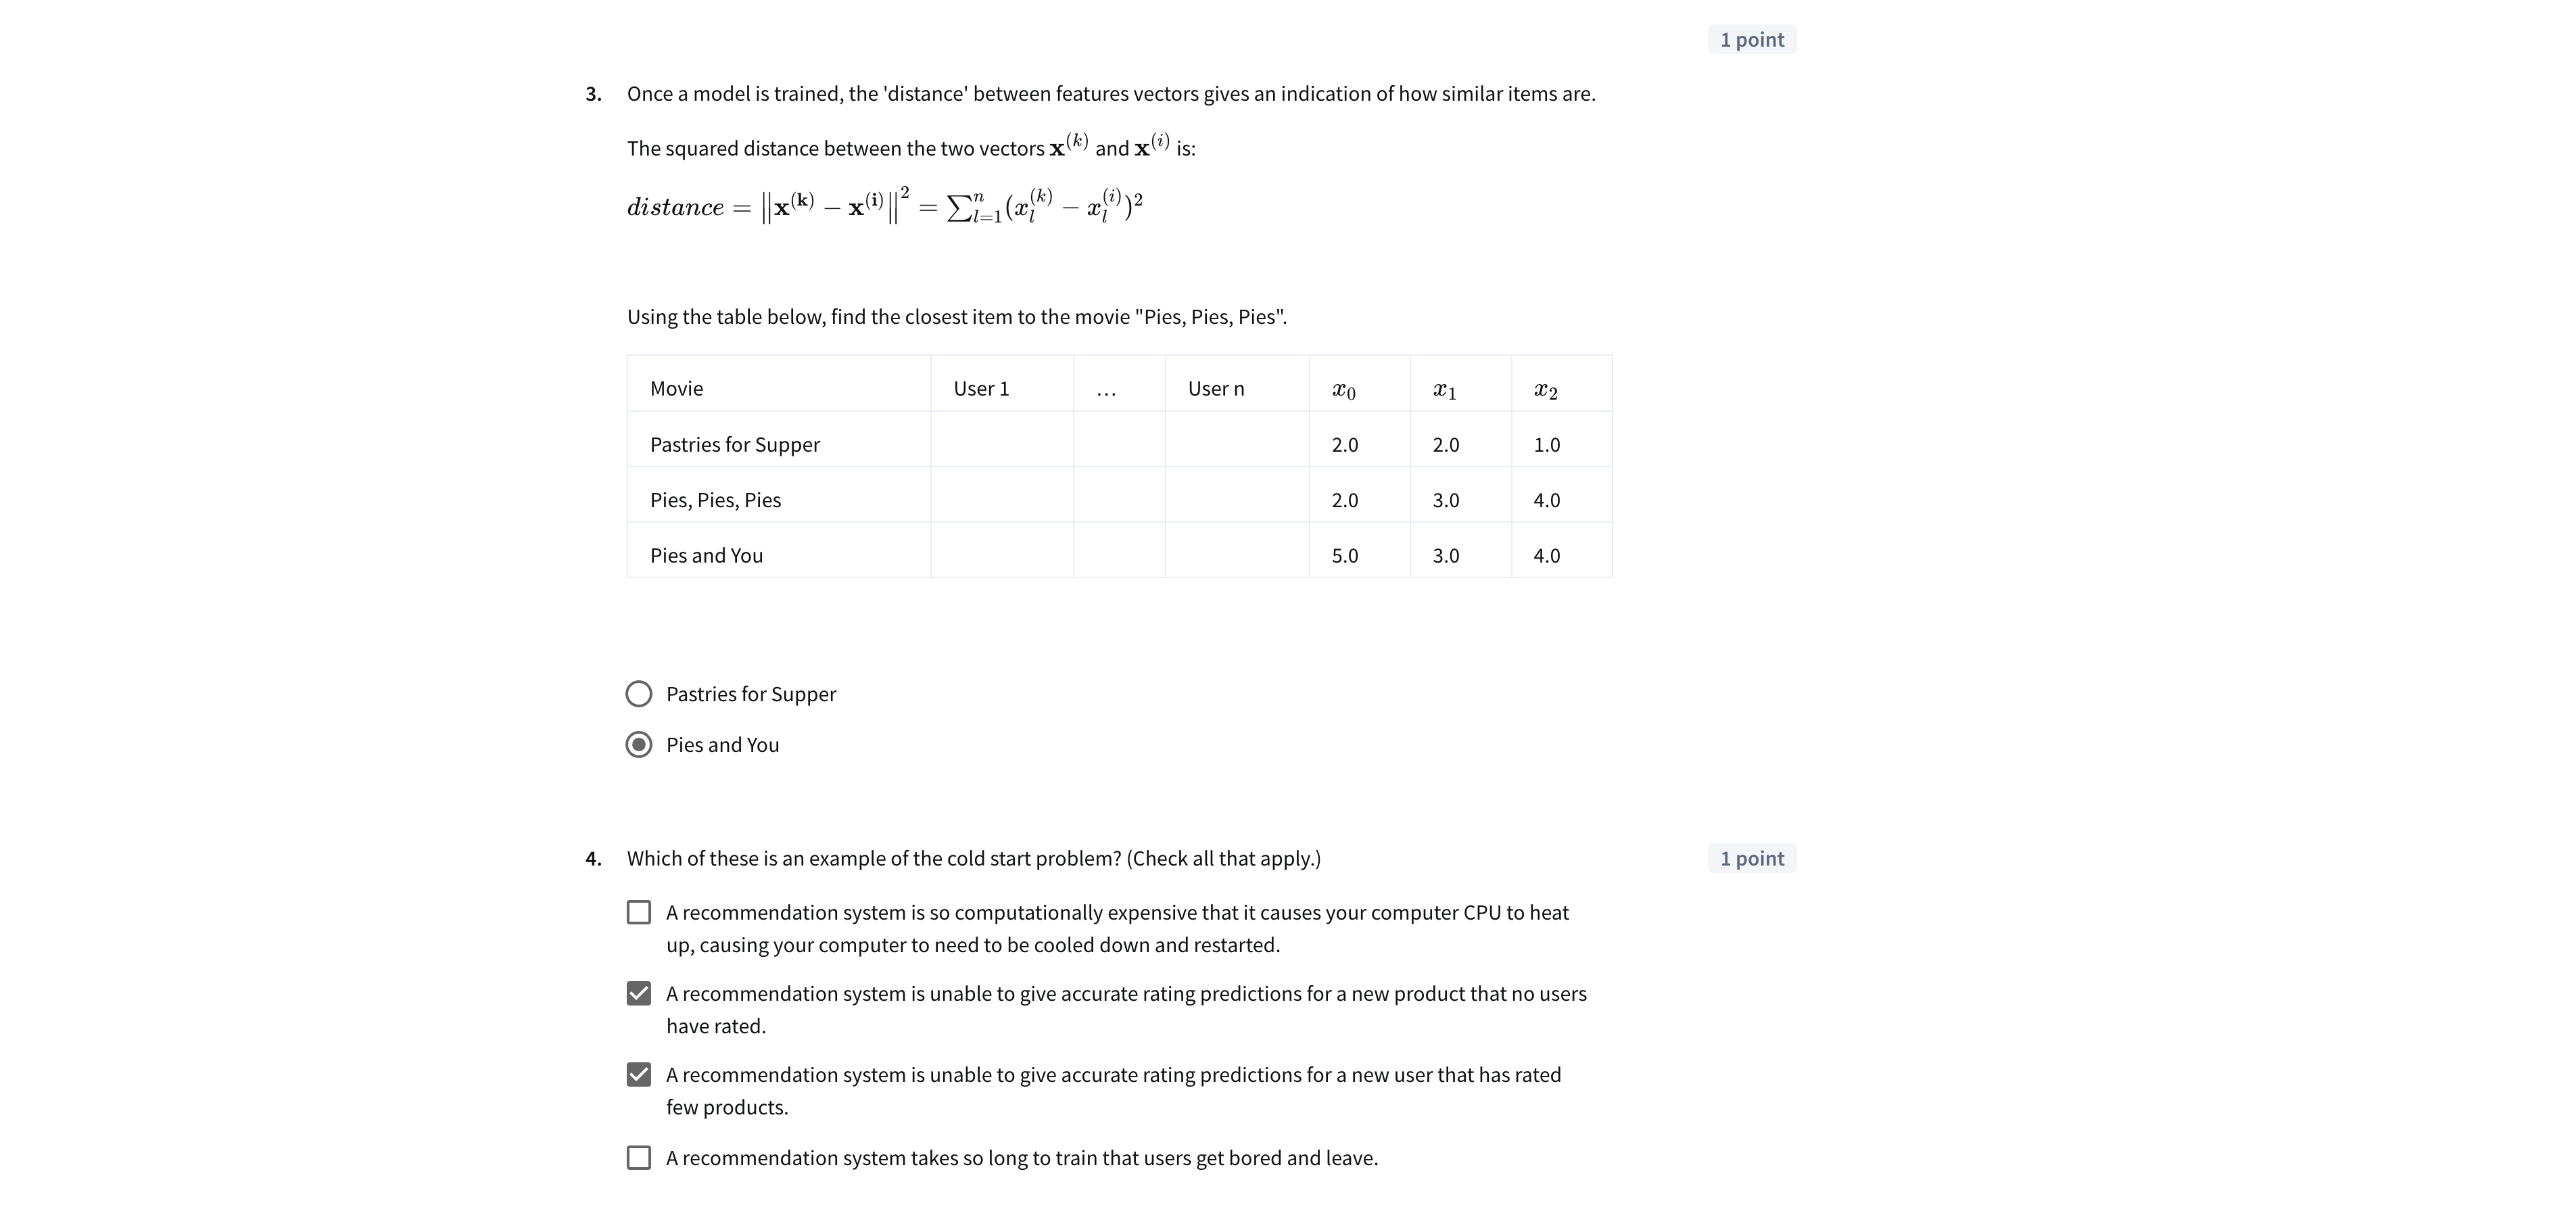 1 point
3. Once a model is trained, the 'distance' between features vectors gives an indication of how similar items are.
The squared distance between the two vectors x^(k) and x^(i) is:
distance = ||x^(k) − x^(i)||^2 = ∑_{l=1}^{n}(x_l^(k) − x_l^(i))^2
Using the table below, find the closest item to the movie "Pies, Pies, Pies".
Movie User 1 … User n x_0 x_1 x_2
Pastries for Supper 2.0 2.0 1.0
Pies, Pies, Pies 2.0 3.0 4.0
Pies and You 5.0 3.0 4.0
Pastries for Supper
Pies and You
4. Which of these is an example of the cold start problem? (Check all that apply.) 1 point
A recommendation system is so computationally expensive that it causes your computer CPU to heat
up, causing your computer to need to be cooled down and restarted.
A recommendation system is unable to give accurate rating predictions for a new product that no users
have rated.
A recommendation system is unable to give accurate rating predictions for a new user that has rated
few products.
A recommendation system takes so long to train that users get bored and leave.